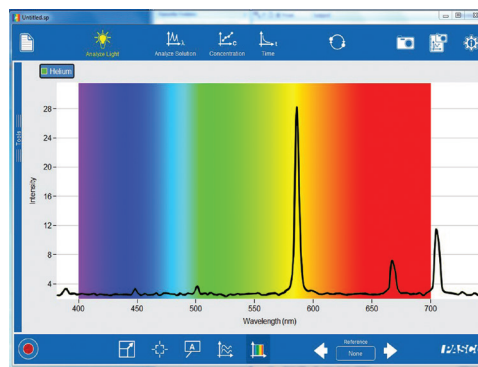 Untitled.sp
Analyze Light
Analyze Solution
Concentration
Time
Helium
Tools
Intensity
28
24
20
16
12
8
4
400 450 500 550 600 650 700
Wavelength (nm)
A
Reference
None
PASCO